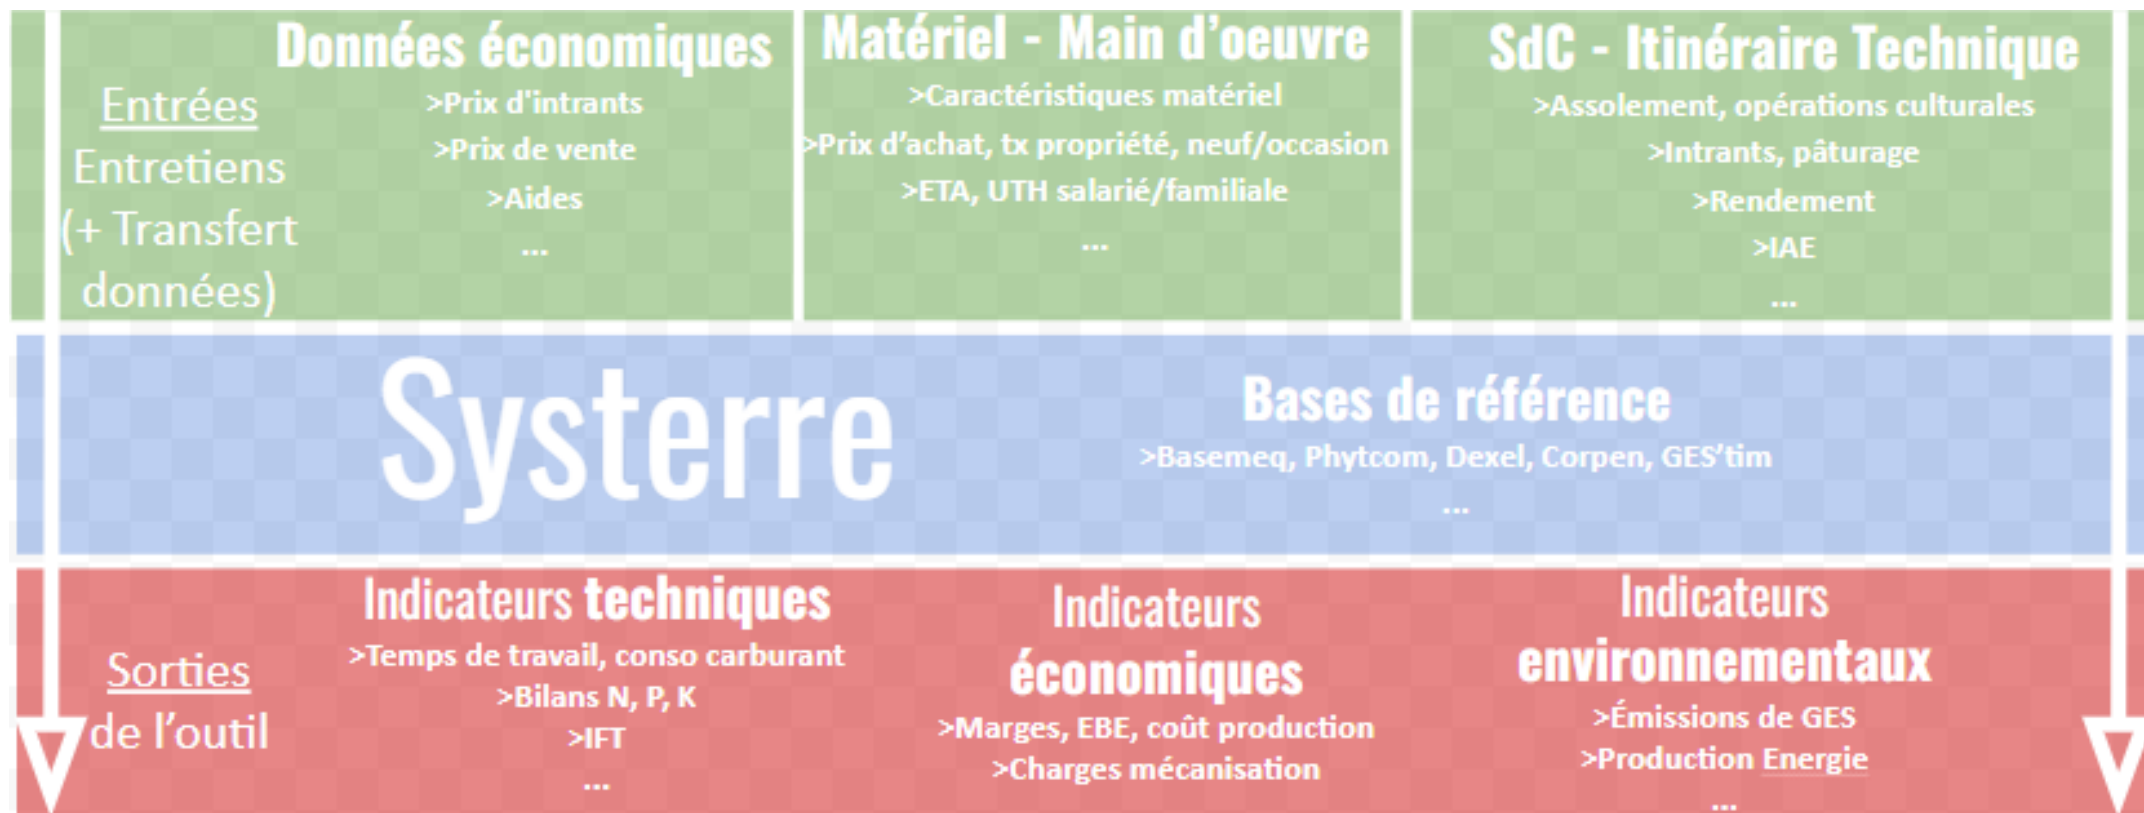 Entrées
Entretiens
(+ Transfert
données)
Données économiques
>Prix d'intrants
>Prix de vente
>Aides
...
Matériel - Main d'oeuvre
>Caractéristiques matériel
>Prix d’achat, tx propriété, neuf/occasion
>ETA, UTH salarié/familiale
...
SdC - Itinéraire Technique
>Assolement, opérations culturales
>Intrants, pâturage
>Rendement
>IAE
...
Systerre
Bases de référence
>Basemeq, Phytcom, Dexel, Corpen, GES’tim
...
Sorties
de l’outil
Indicateurs techniques
>Temps de travail, conso carburant
>Bilans N, P, K
>IFT
...
Indicateurs
économiques
>Marges, EBE, coût production
>Charges mécanisation
Indicateurs
environnementaux
>Émissions de GES
>Production Energie
...